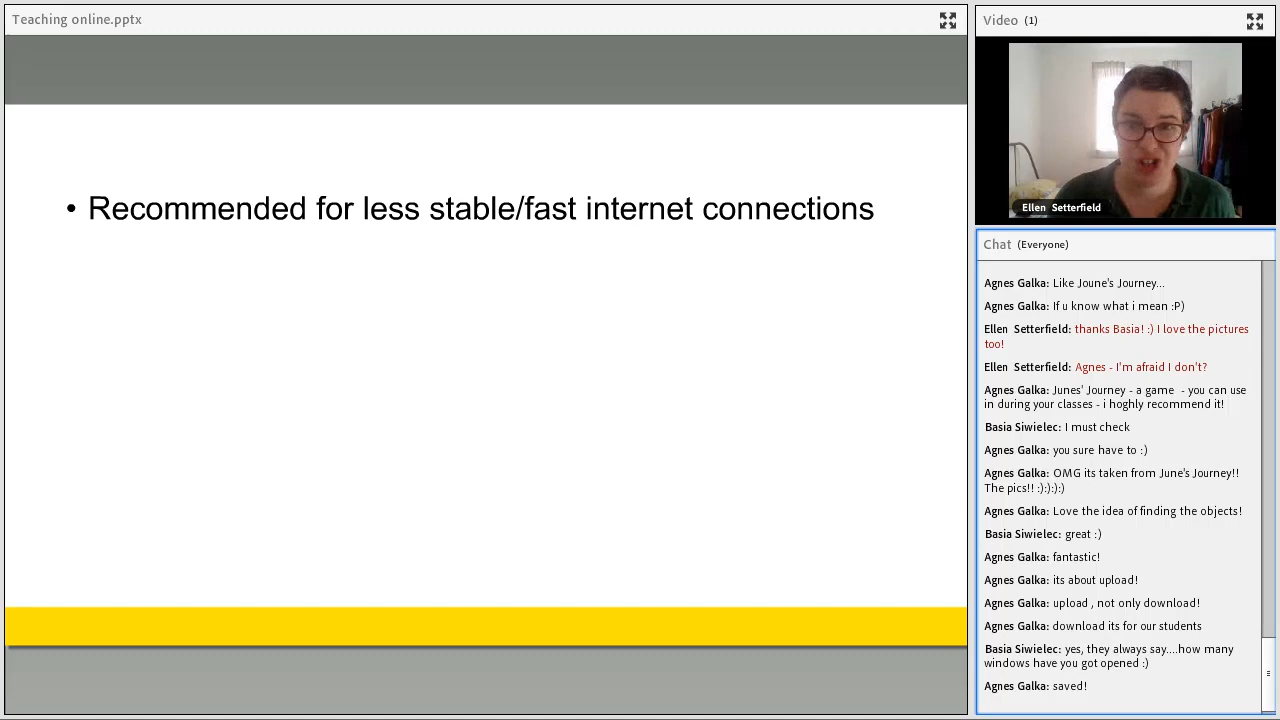 Teaching online.pptx
• Recommended for less stable/fast internet connections
Video (1)
Ellen Setterfield
Chat (Everyone)
Agnes Galka: Like Joune's Journey...
Agnes Galka: If u know what i mean :P)
Ellen Setterfield: thanks Basia! :) I love the pictures
too!
Ellen Setterfield: Agnes - I'm afraid I don't?
Agnes Galka: Junes' Journey - a game - you can use
in during your classes - i hoghly recommend it!
Basia Siwielec: I must check
Agnes Galka: you sure have to :)
Agnes Galka: OMG its taken from June's Journey!!
The pics!! :):):):)
Agnes Galka: Love the idea of finding the objects!
Basia Siwielec: great :)
Agnes Galka: fantastic!
Agnes Galka: its about upload!
Agnes Galka: upload , not only download!
Agnes Galka: download its for our students
Basia Siwielec: yes, they always say....how many
windows have you got opened :)
Agnes Galka: saved!